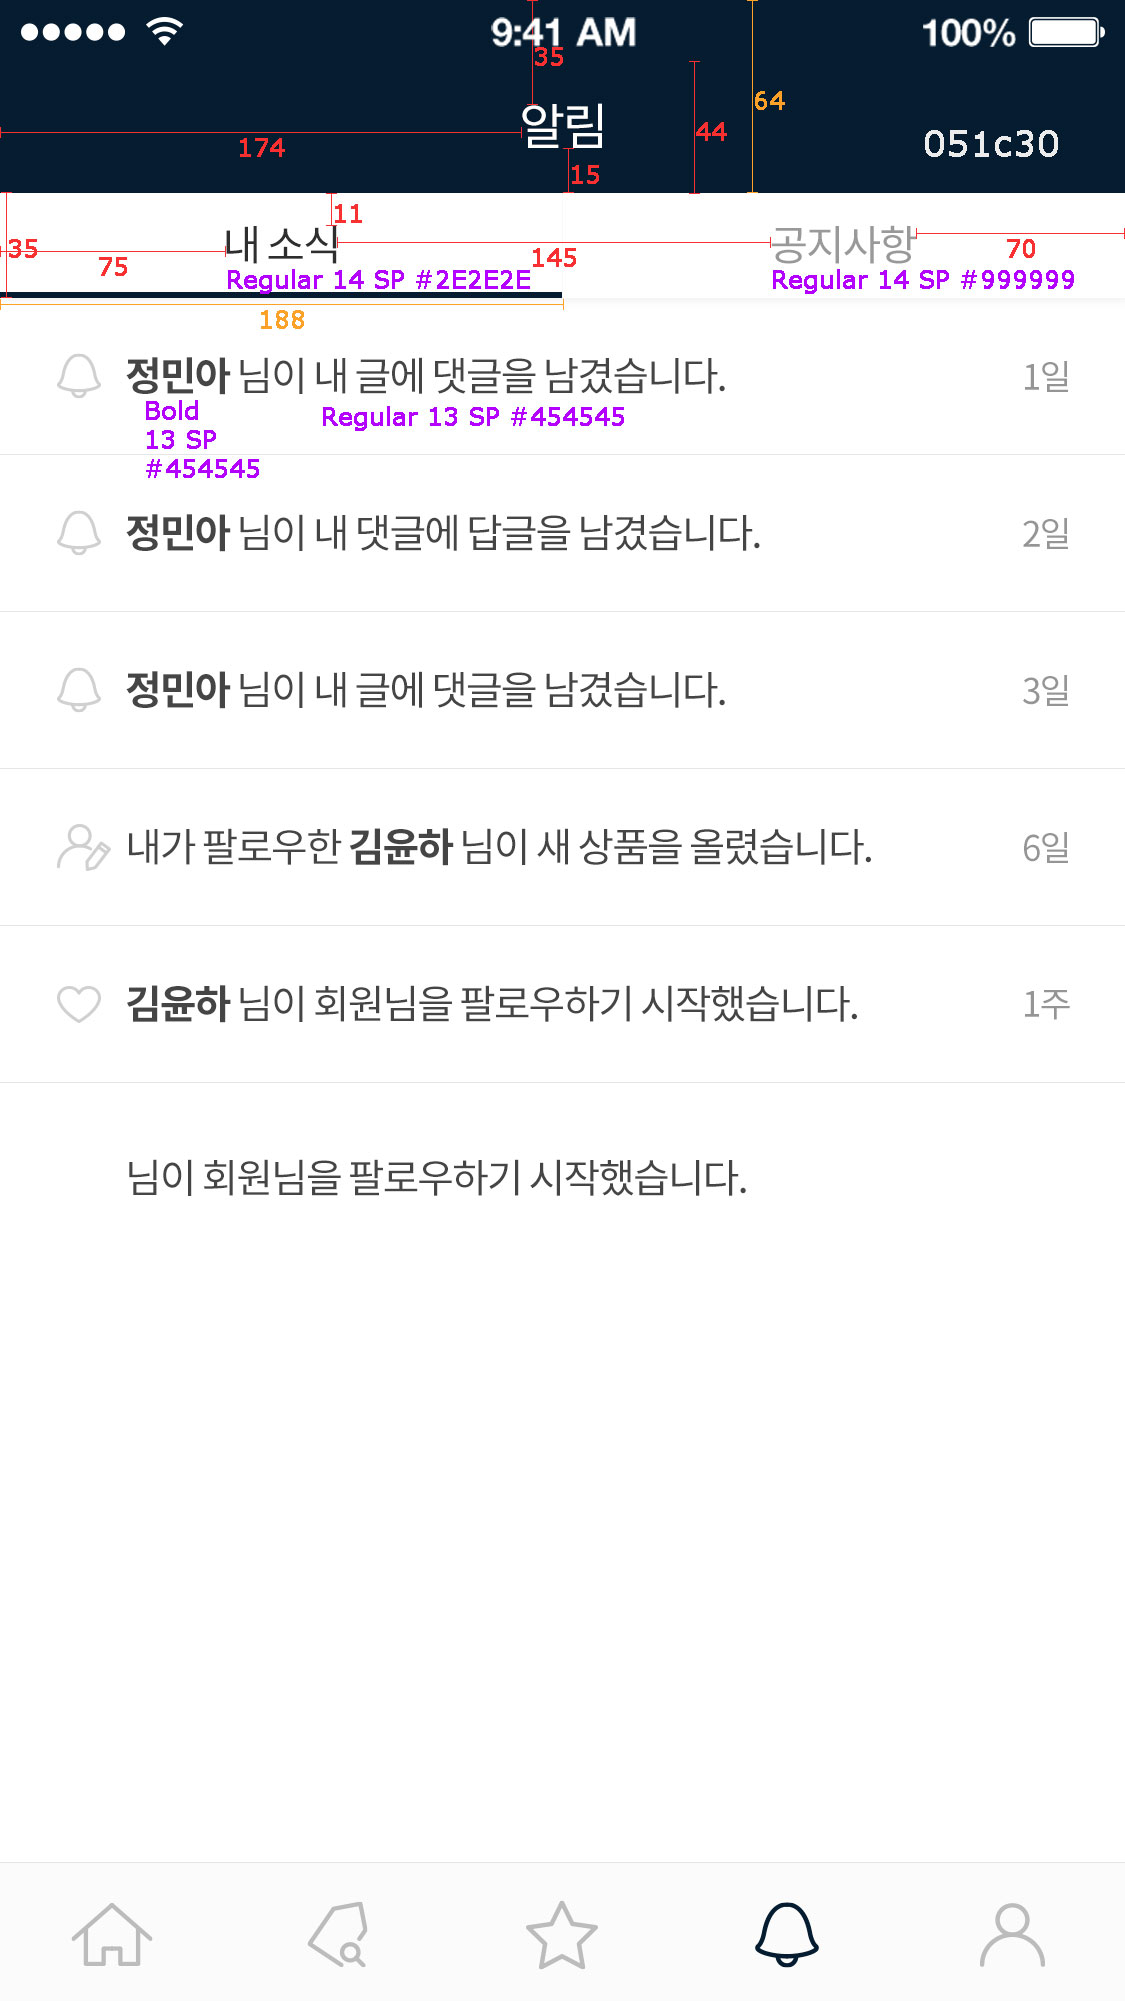 9:41 AM
100%
35
알림
64
44
174
15
051c30
11
35
내 소식
공지사항
75
145
70
Regular 14 SP #2E2E2E
Regular 14 SP #999999
188
정민아 님이 내 글에 댓글을 남겼습니다.
1일
Bold
13 SP
#454545
Regular 13 SP #454545
정민아 님이 내 댓글에 답글을 남겼습니다.
2일
정민아 님이 내 글에 댓글을 남겼습니다.
3일
내가 팔로우한 김윤하 님이 새 상품을 올렸습니다.
6일
김윤하 님이 회원님을 팔로우하기 시작했습니다.
1주
님이 회원님을 팔로우하기 시작했습니다.